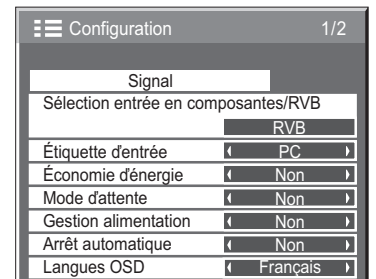 Configuration 1/2
Signal
Sélection entrée en composantes/RVB
RVB
Étiquette d'entrée PC
Économie d'énergie Non
Mode d'attente Non
Gestion alimentation Non
Arrêt automatique Non
Langues OSD Français